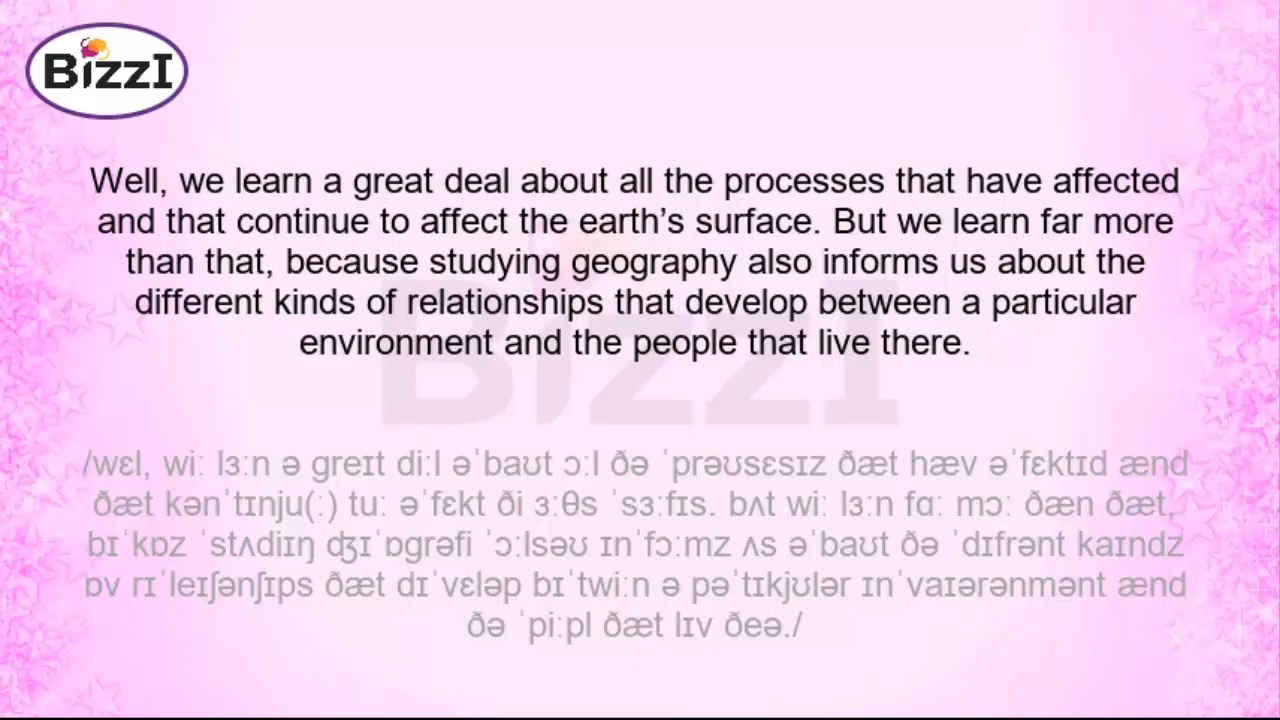 BizzI
Well, we learn a great deal about all the processes that have affected
and that continue to affect the earth’s surface. But we learn far more
than that, because studying geography also informs us about the
different kinds of relationships that develop between a particular
environment and the people that live there.
BizzI
/wɛl, wiː lɜːn ə greɪt diːl əˈbaʊt ɔːl ðə ˈprəʊsɛsɪz ðæt hæv əˈfɛktɪd ænd
ðæt kənˈtɪnju(ː) tuː əˈfɛkt ði ɜːθs ˈsɜːfɪs. bʌt wiː lɜːn fɑː mɔː ðæn ðæt,
bɪˈkɒz ˈstʌdiɪŋ ʤɪˈɒgrəfi ˈɔːlsəʊ ɪnˈfɔːmz ʌs əˈbaʊt ðə ˈdɪfrənt kaɪndz
ɒv rɪˈleɪʃənʃɪps ðæt dɪˈvɛləp bɪˈtwiːn ə pəˈtɪkjʊlər ɪnˈvaɪərənmənt ænd
ðə ˈpiːpl ðæt lɪv ðeə./